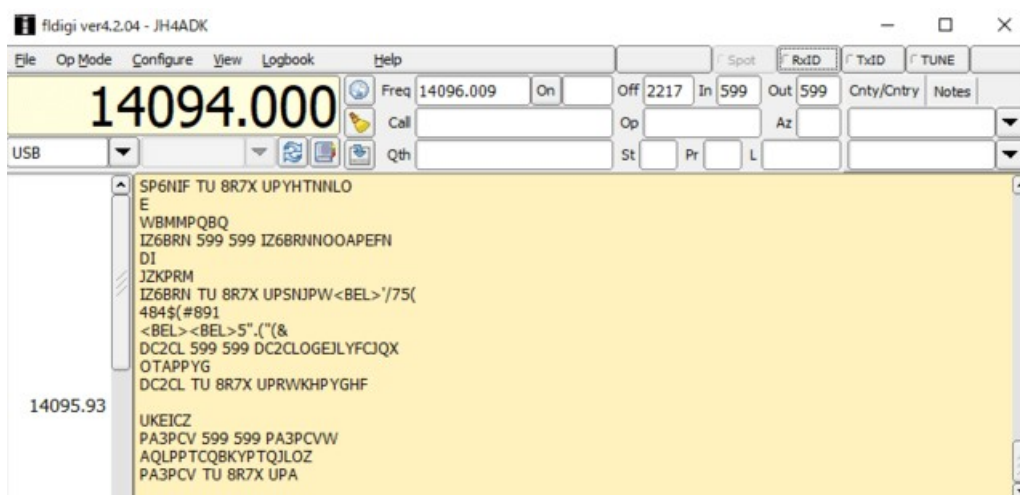 fldigi ver4.2.04 - JH4ADK
File Op Mode Configure View Logbook Help Spot RxID TxID TUNE
14094.000 Freq 14096.009 On Off 2217 In 599 Out 599 Cnty/Cntry Notes
Call Op Az
USB Qth St Pr L
SP6NIF TU 8R7X UPYHTNNLO
E
WBMMPQBQ
IZ6BRN 599 599 IZ6BRNNOOAPEFN
DI
JZKPRM
IZ6BRN TU 8R7X UPSNJPW<BEL>'/75(
484$(#891
<BEL><BEL>5".("(&
DC2CL 599 599 DC2CLOGEJLYFCJQX
OTAPPYG
DC2CL TU 8R7X UPRWKHPYGHF
14095.93
UKEICZ
PA3PCV 599 599 PA3PCVW
AQLPPTCQBKYPTQJLOZ
PA3PCV TU 8R7X UPA